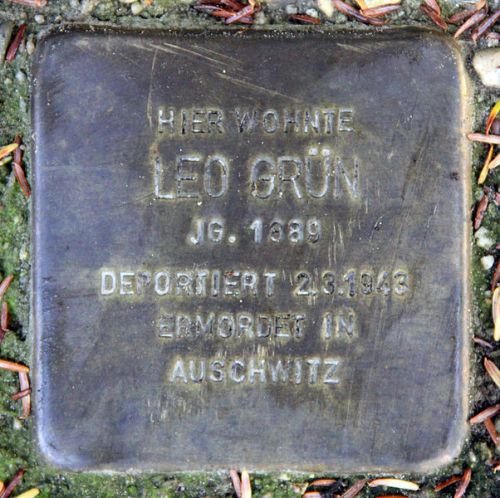 HIER WOHNTE
LEO GRÜN
JG. 1889
DEPORTIERT 2.3.1943
ERMORDET IN
AUSCHWITZ